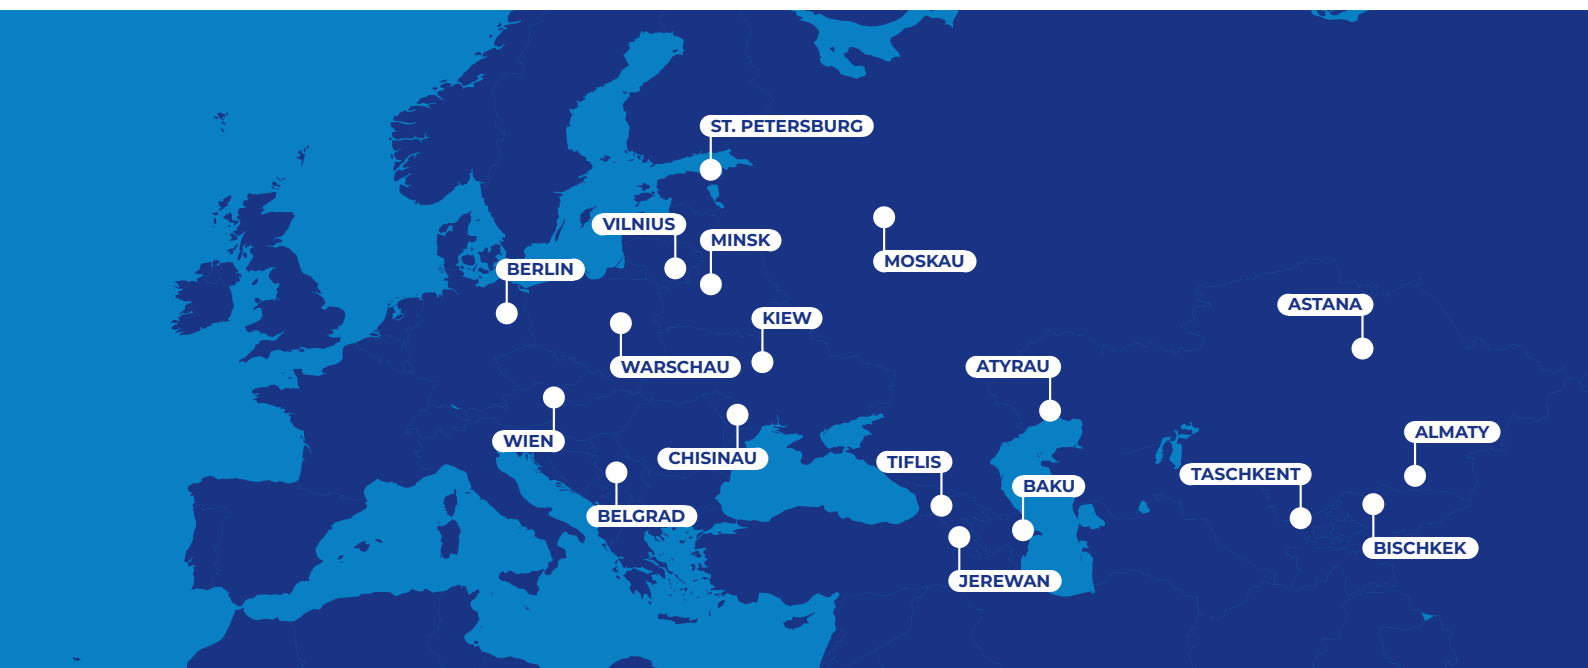 ST. PETERSBURG
VILNIUS
MINSK
MOSKAU
BERLIN
ASTANA
KIEW
WARSCHAU
ATYRAU
ALMATY
WIEN
CHISINAU
TIFLIS
TASCHKENT
BAKU
BELGRAD
BISCHKEK
JEREWAN